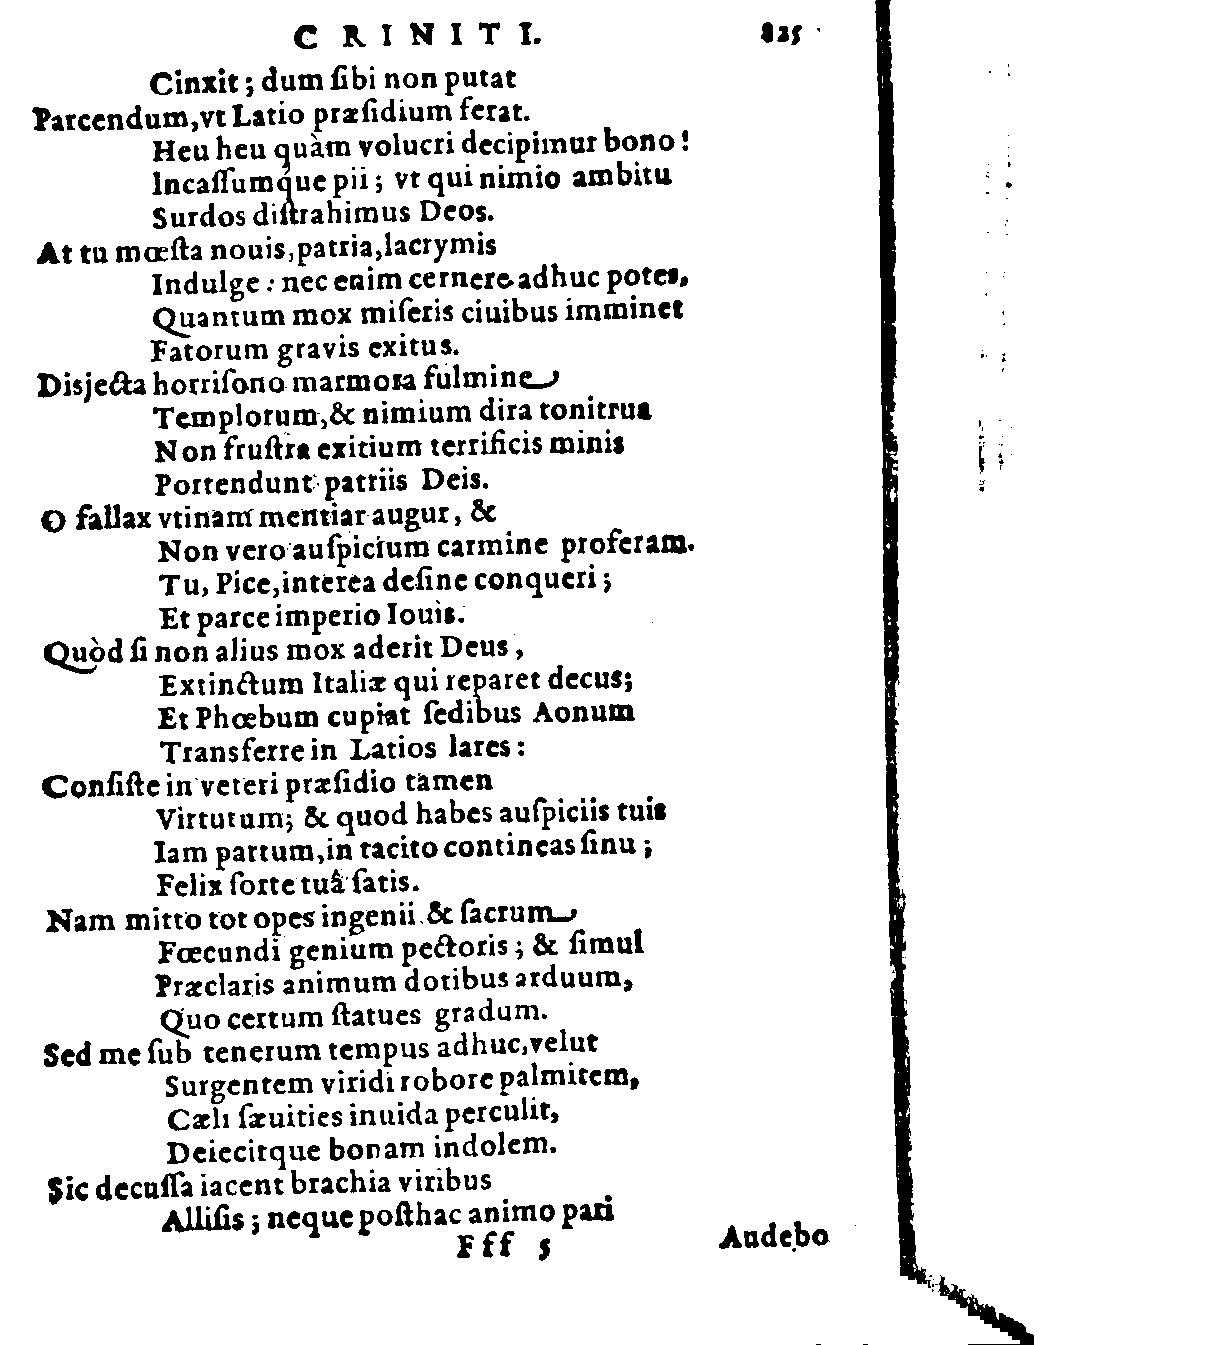 CRINITI. 825
Cinxit; dum ſibi non putat
Parcendum,vt Latio præſidium ferat.
Heu heu quàm volucri decipimur bono!
Incaſſumque pii; vt qui nimio ambitu
Surdos diſtrahimus Deos.
At tu mœſta nouis,patria,lacrymis
Indulge: nec enim cernere adhuc potes,
Quantum mox miſeris ciuibus imminet
Fatorum gravis exitus.
Disjecta horriſono marmora fulmine
Templorum,& nimium dira tonitrua
Non fruſtra exitium terrificis minis
Portendunt patriis Deis.
O fallax vtinam mentiar augur, &
Non vero auſpicium carmine proferam.
Tu, Pice,interea deſine conqueri;
Et parce imperio Iouis.
Quòd ſi non alius mox aderit Deus,
Extinctum Italiæ qui reparet decus;
Et Phœbum cupiat ſedibus Aonum
Transferre in Latios lares:
Conſiſte in veteri præſidio tamen
Virtutum; & quod habes auſpiciis tuis
Iam partum,in tacito contineas ſinu;
Felix ſorte tuâ ſatis.
Nam mitto tot opes ingenii & ſacrum
Fœcundi genium pectoris; & ſimul
Præclaris animum dotibus arduum,
Quo certum ſtatues gradum.
Sed me ſub tenerum tempus adhuc,velut
Surgentem viridi robore palmitem,
Cæli ſæuities inuida perculit,
Deiecitque bonam indolem.
Sic decuſſa iacent brachia viribus
Alliſis; neque poſthac animo pari
Fff 5 Audebo